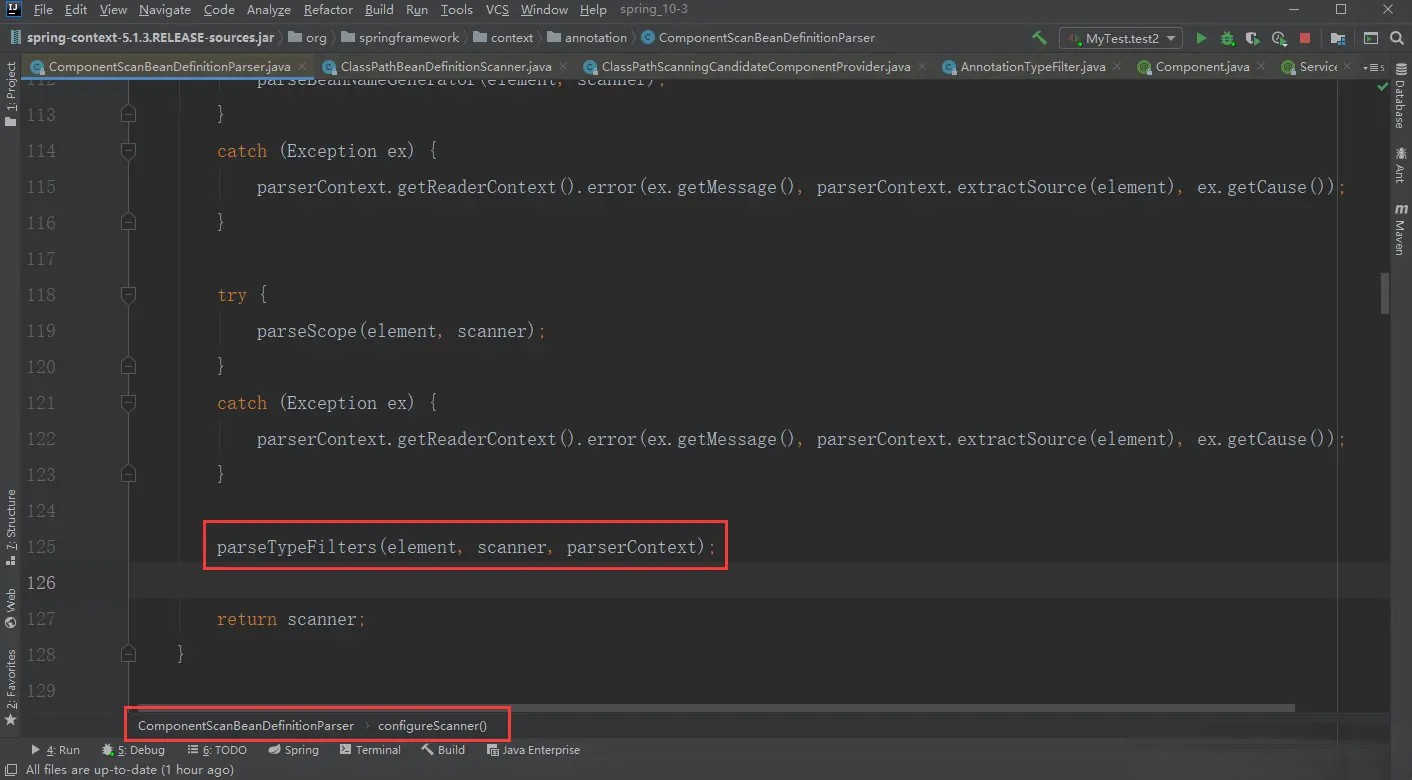 File Edit View Navigate Code Analyze Refactor Build Run Tools VCS Window Help spring_10-3
spring-context-5.1.3.RELEASE-sources.jar org springframework context annotation ComponentScanBeanDefinitionParser MyTest.test2
ComponentScanBeanDefinitionParser.java ClassPathBeanDefinitionScanner.java ClassPathScanningCandidateComponentProvider.java AnnotationTypeFilter.java Component.java Service
1: Project
7: Structure
Web
2: Favorites
112 parseBeanNameGenerator(element, scanner);
113 }
114 catch (Exception ex) {
115 parserContext.getReaderContext().error(ex.getMessage(), parserContext.extractSource(element), ex.getCause());
116 }
117
118 try {
119 parseScope(element, scanner);
120 }
121 catch (Exception ex) {
122 parserContext.getReaderContext().error(ex.getMessage(), parserContext.extractSource(element), ex.getCause());
123 }
124
125 parseTypeFilters(element, scanner, parserContext);
126
127 return scanner;
128 }
129
Database
Ant
m Maven
ComponentScanBeanDefinitionParser configureScanner()
4: Run 5: Debug 6: TODO Spring Terminal Build Java Enterprise
All files are up-to-date (1 hour ago)